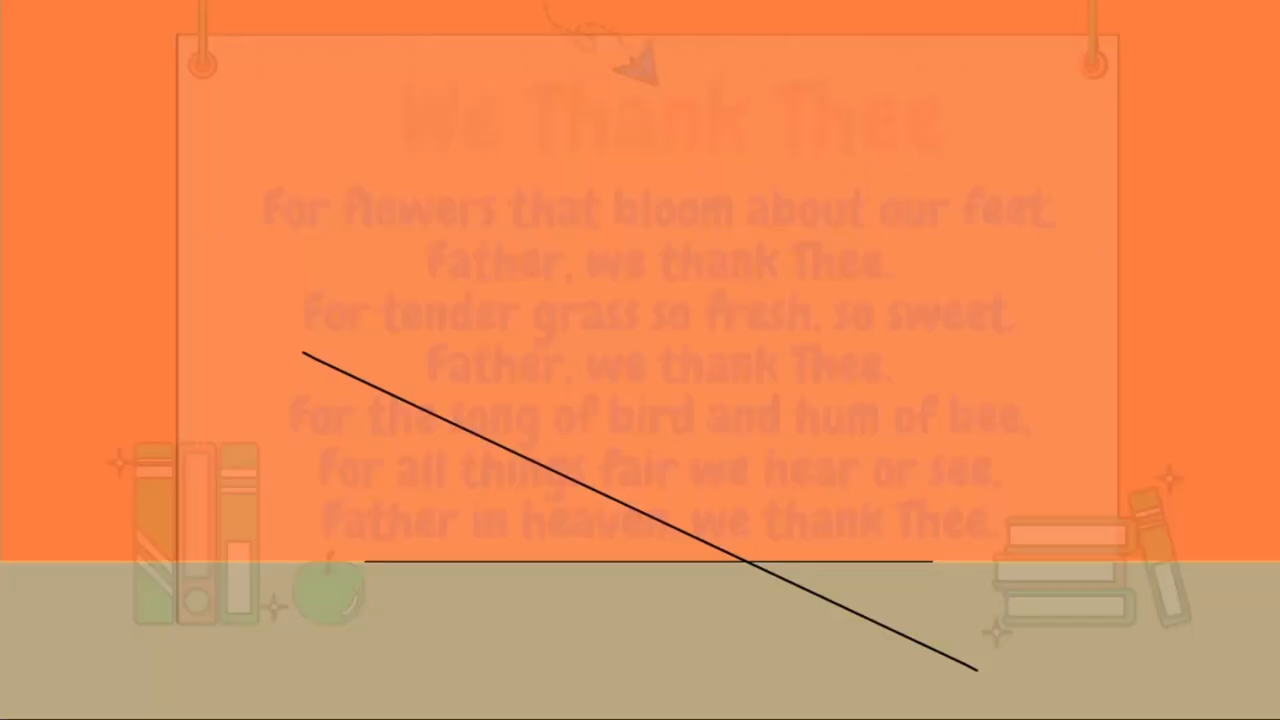 We Thank Thee
For flowers that bloom about our feet,
Father, we thank Thee.
For tender grass so fresh, so sweet,
Father, we thank Thee.
For the song of bird and hum of bee,
For all things fair we hear or see,
Father in heaven, we thank Thee.